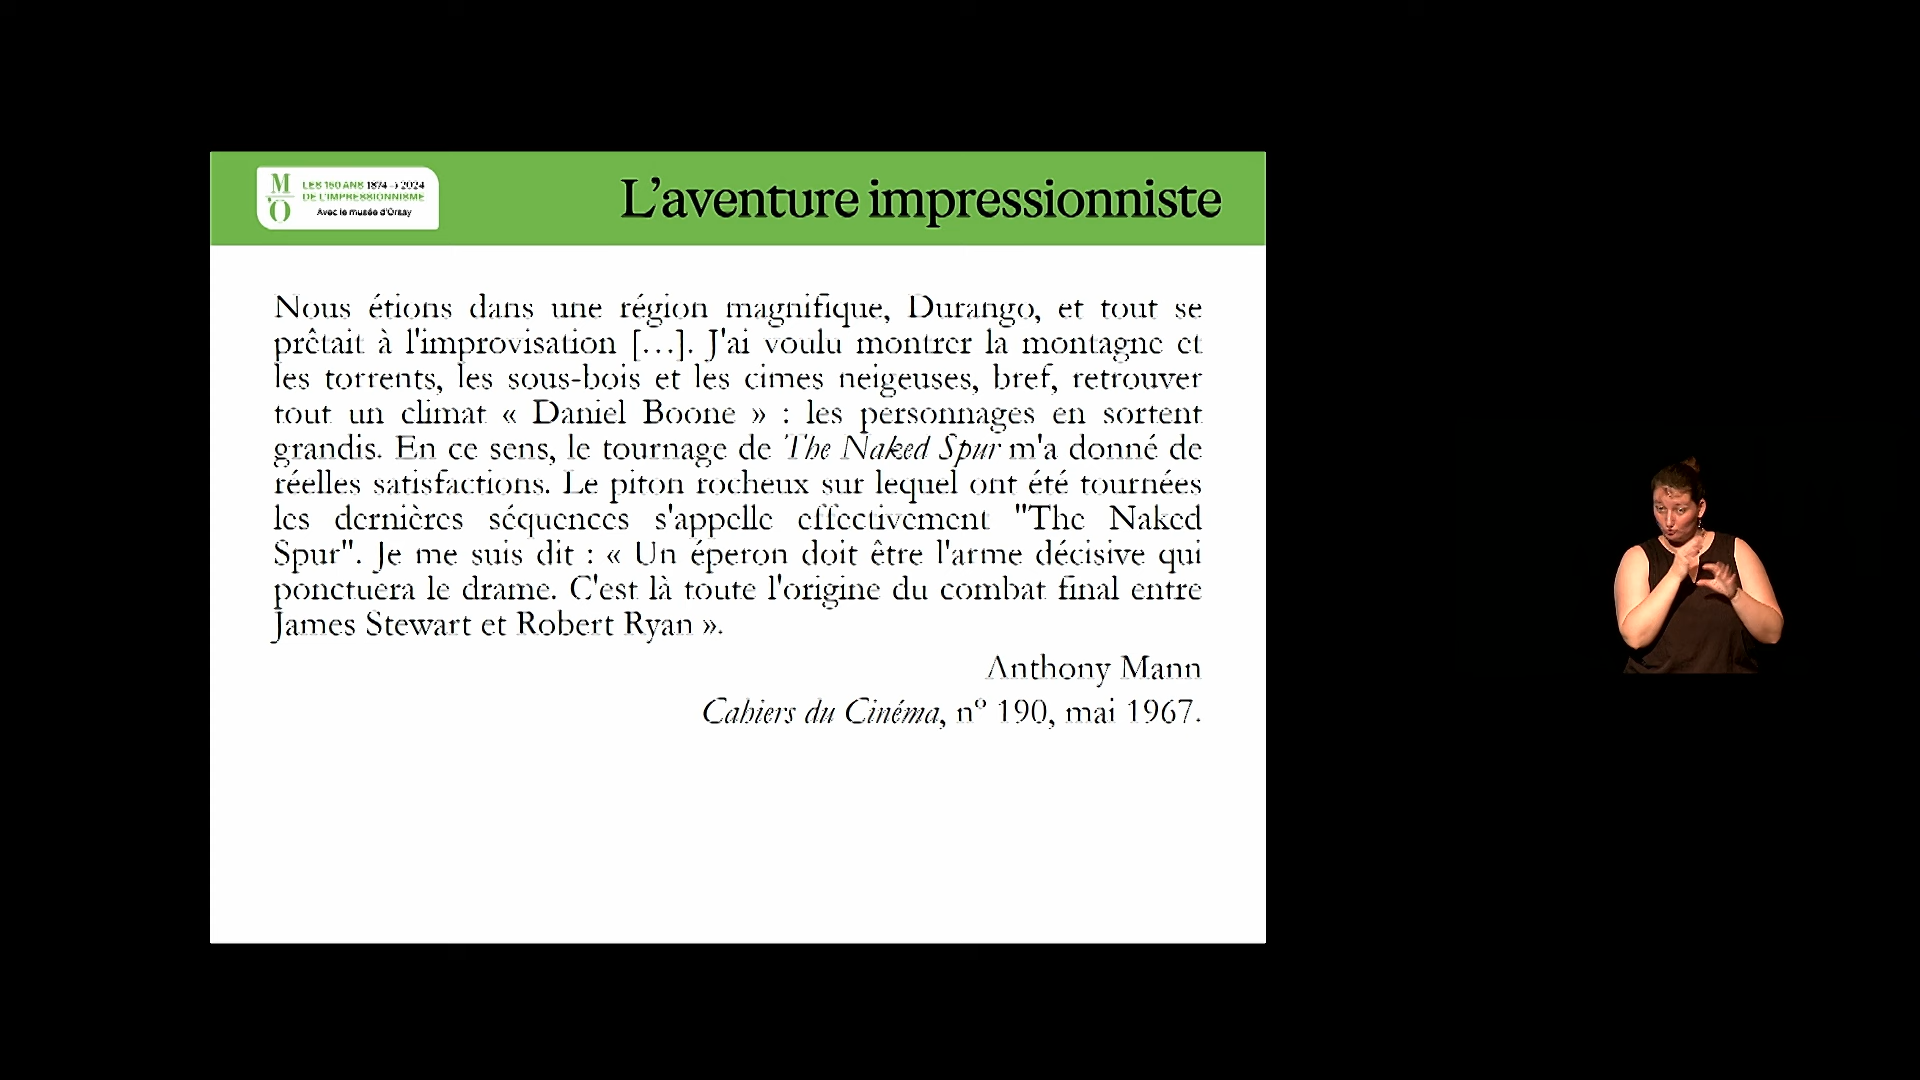 M
'O
LES 150 ANS 1874 → 2024
DE L'IMPRESSIONNISME
Avec le musée d'Orsay
L'aventure impressionniste
Nous étions dans une région magnifique, Durango, et tout se
prêtait à l'improvisation […]. J'ai voulu montrer la montagne et
les torrents, les sous-bois et les cimes neigeuses, bref, retrouver
tout un climat « Daniel Boone » : les personnages en sortent
grandis. En ce sens, le tournage de The Naked Spur m'a donné de
réelles satisfactions. Le piton rocheux sur lequel ont été tournées
les dernières séquences s'appelle effectivement "The Naked
Spur". Je me suis dit : « Un éperon doit être l'arme décisive qui
ponctuera le drame. C'est là toute l'origine du combat final entre
James Stewart et Robert Ryan ».
Anthony Mann
Cahiers du Cinéma, nº 190, mai 1967.